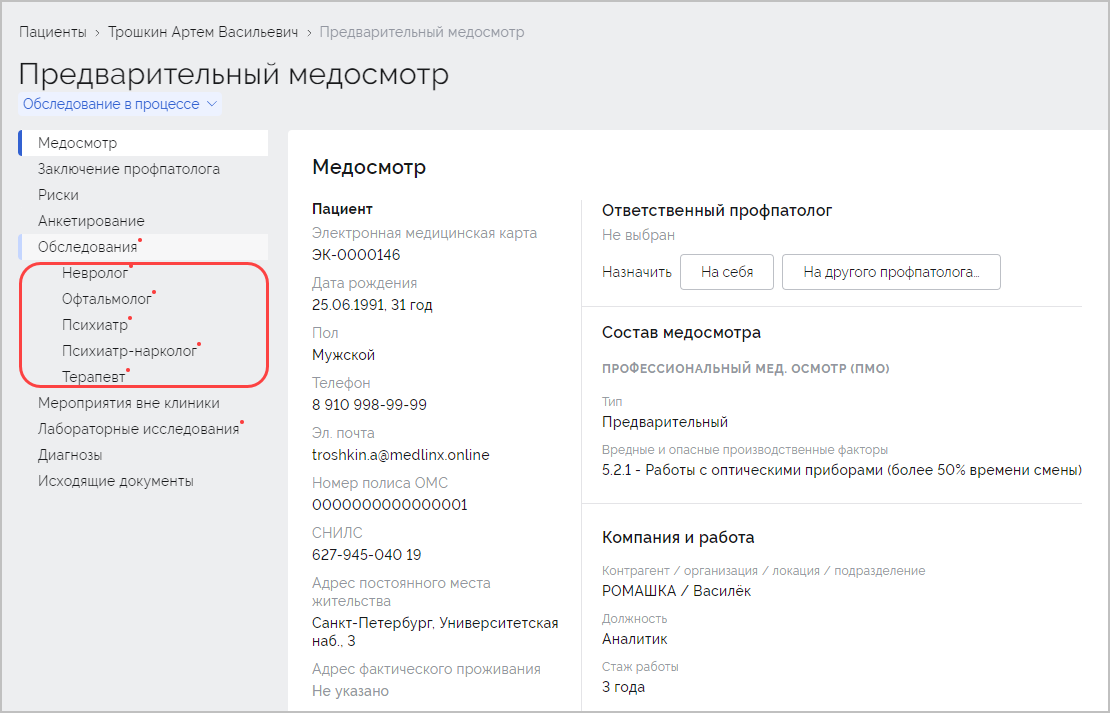 Пациенты › Трошкин Артем Васильевич › Предварительный медосмотр
Предварительный медосмотр
Обследование в процессе
Медосмотр
Заключение профпатолога
Риски
Анкетирование
Обследования
Невролог
Офтальмолог
Психиатр
Психиатр-нарколог
Терапевт
Мероприятия вне клиники
Лабораторные исследования
Диагнозы
Исходящие документы
Медосмотр
Пациент
Электронная медицинская карта
ЭК-0000146
Дата рождения
25.06.1991, 31 год
Пол
Мужской
Телефон
8 910 998-99-99
Эл. почта
troshkin.a@medlinx.online
Номер полиса ОМС
0000000000000001
СНИЛС
627-945-040 19
Адрес постоянного места
жительства
Санкт-Петербург, Университетская
наб., 3
Адрес фактического проживания
Не указано
Ответственный профпатолог
Не выбран
Назначить На себя На другого профпатолога...
Состав медосмотра
ПРОФЕССИОНАЛЬНЫЙ МЕД. ОСМОТР (ПМО)
Тип
Предварительный
Вредные и опасные производственные факторы
5.2.1 - Работы с оптическими приборами (более 50% времени смены)
Компания и работа
Контрагент / организация / локация / подразделение
РОМАШКА / Василёк
Должность
Аналитик
Стаж работы
3 года